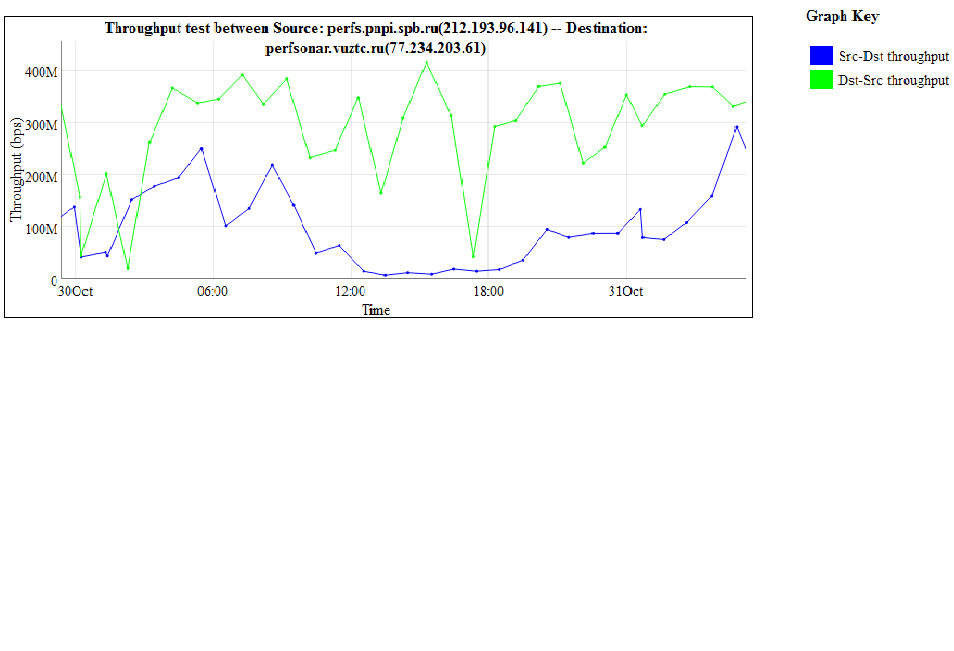 Throughput test between Source: perfs.pnpi.spb.ru(212.193.96.141) -- Destination:
perfsonar.vuztc.ru(77.234.203.61)
Graph Key
Src-Dst throughput
Dst-Src throughput
Throughput (bps)
400M
300M
200M
100M
0
30Oct
06:00
12:00
18:00
31Oct
Time